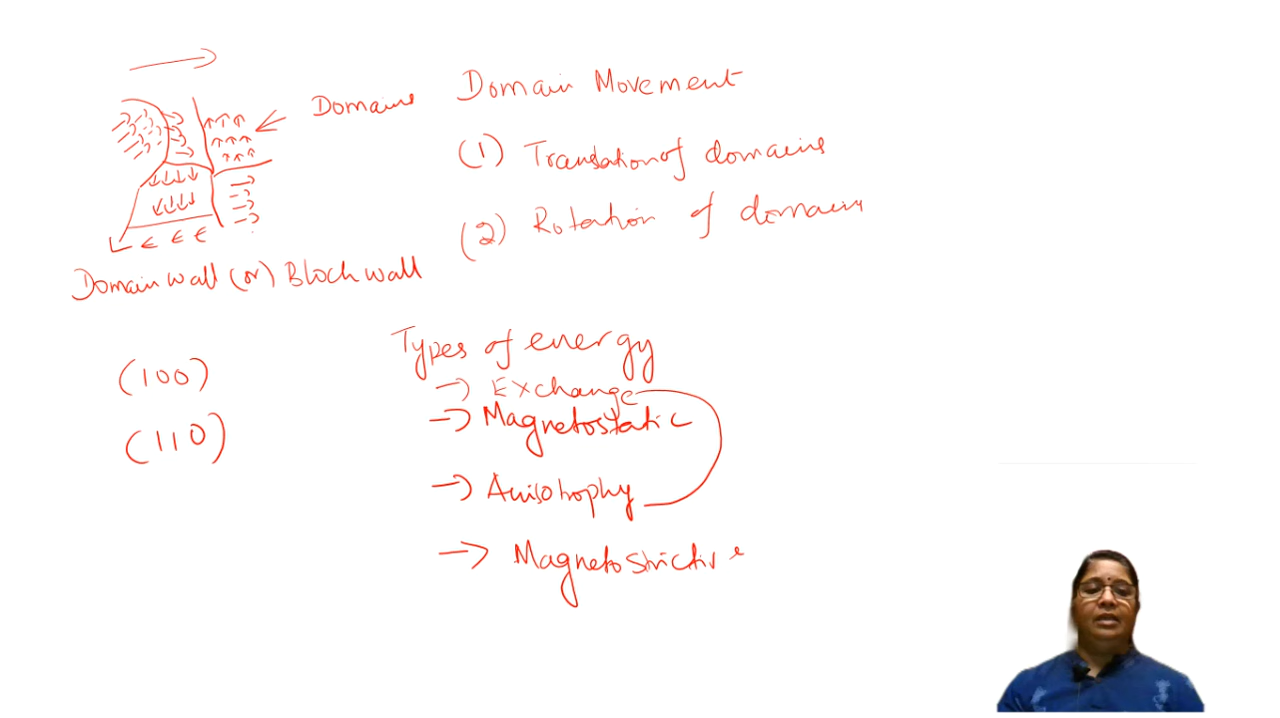 Domains
Domain Movement
(1) Translation of domains
(2) Rotation of domains
Domain wall (or) Bloch wall
(100)
(110)
Types of energy
→ Exchange
→ Magnetostatic
→ Anisotrophy
→ Magnetostrictive